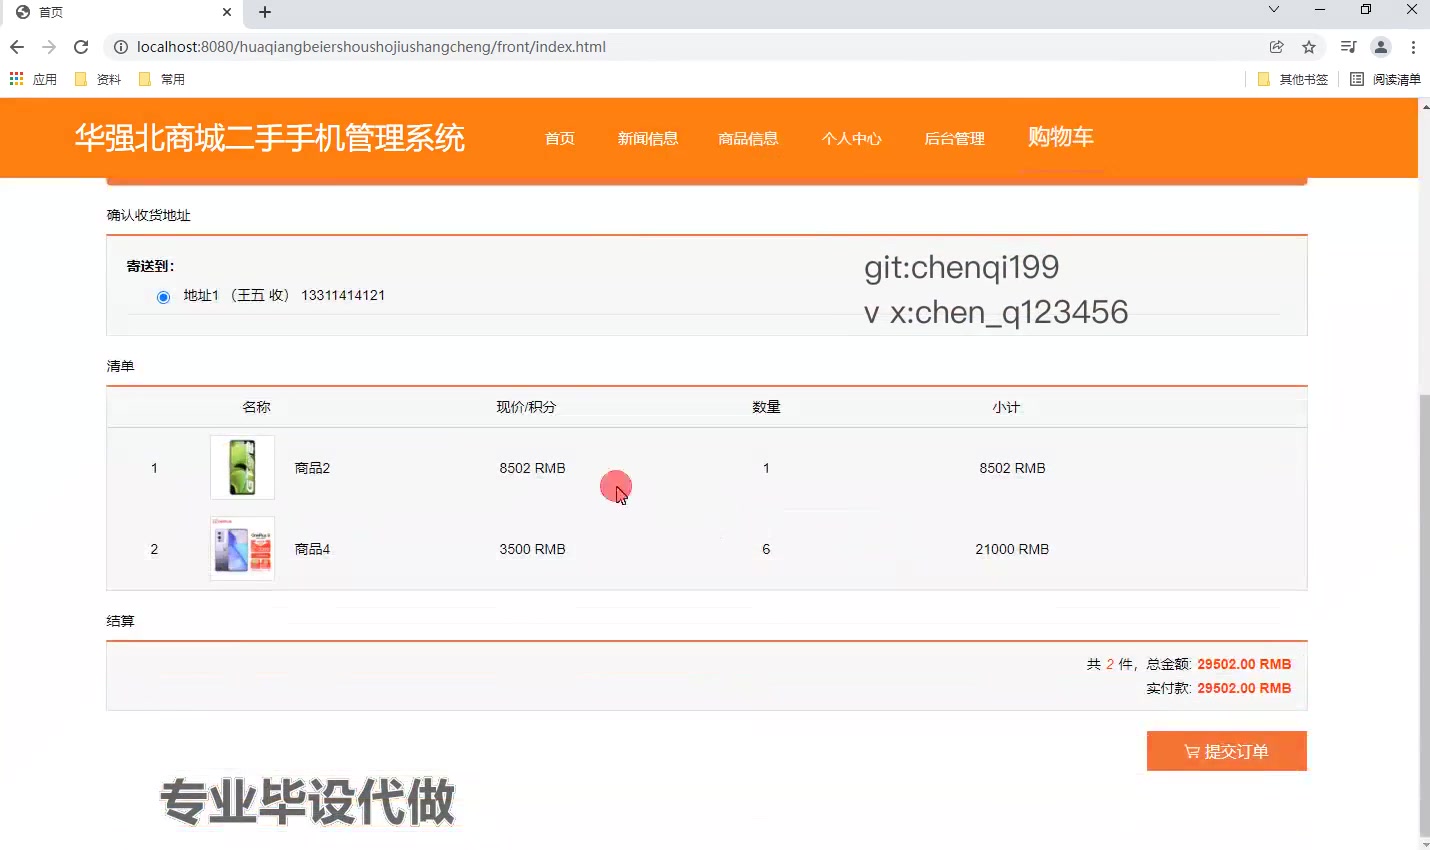 首页
localhost:8080/huaqiangbeiershoushojiushangcheng/front/index.html
应用 资料 常用 其他书签 阅读清单
华强北商城二手手机管理系统 首页 新闻信息 商品信息 个人中心 后台管理 购物车
确认收货地址
寄送到：
地址1 （王五 收） 13311414121
git:chenqi199
v x:chen_q123456
清单
名称 现价/积分 数量 小计
1 商品2 8502 RMB 1 8502 RMB
2 商品4 3500 RMB 6 21000 RMB
结算
共 2 件，总金额: 29502.00 RMB
实付款: 29502.00 RMB
提交订单
专业毕设代做